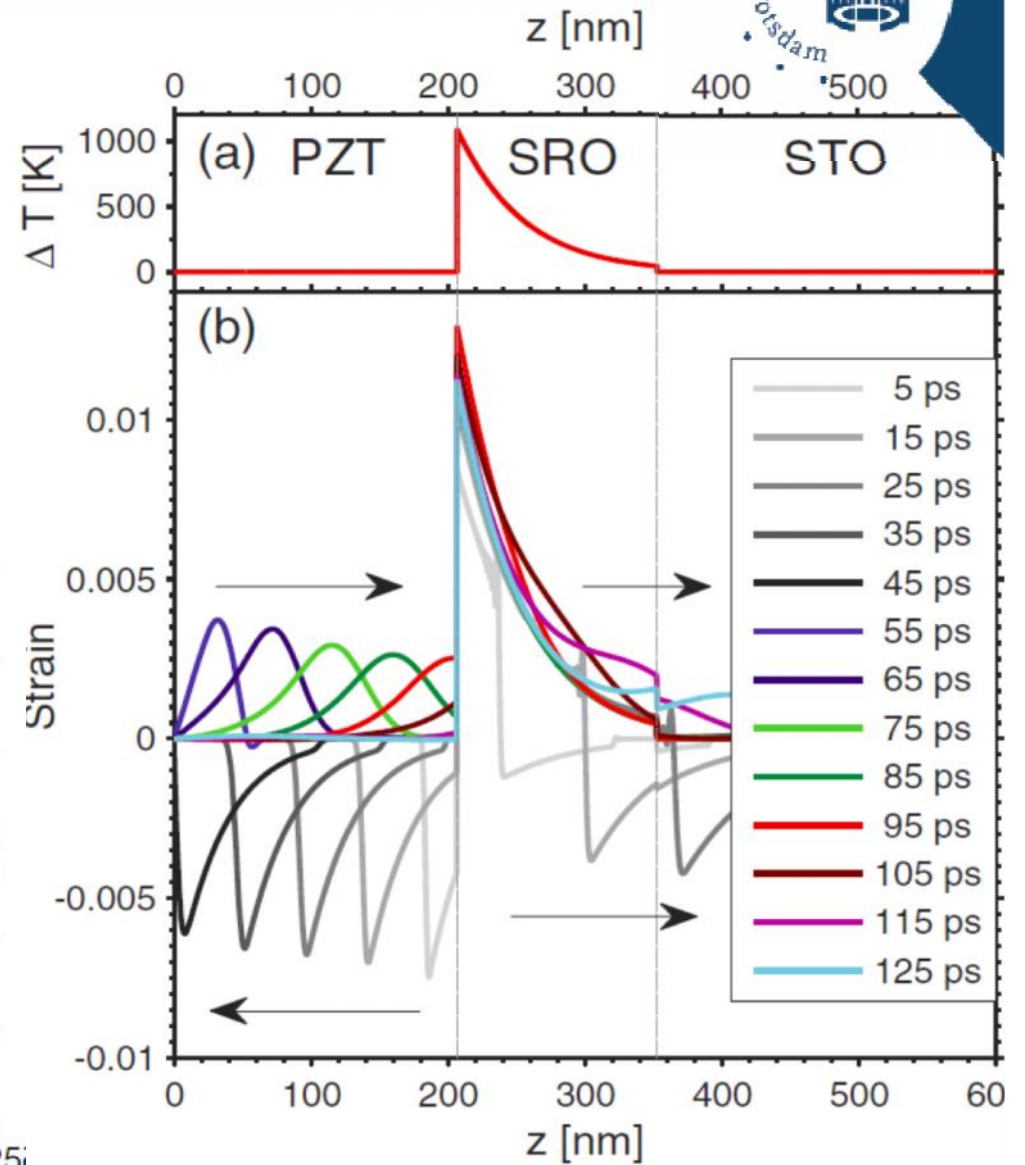 z [nm]
otsdam
0 100 200 300 400 500
Δ T [K]
1000
500
0
(a) PZT SRO STO
(b)
Strain
0.01
0.005
0
-0.005
-0.01
5 ps
15 ps
25 ps
35 ps
45 ps
55 ps
65 ps
75 ps
85 ps
95 ps
105 ps
115 ps
125 ps
0 100 200 300 400 500 60
z [nm]